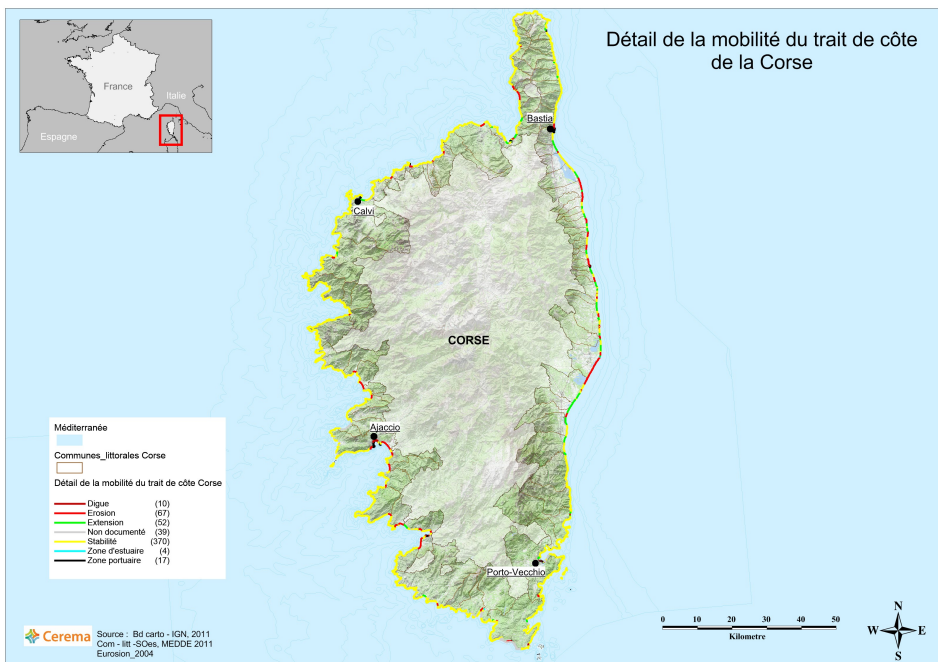 Détail de la mobilité du trait de côte
de la Corse
France
Italie
Espagne
Bastia
Calvi
CORSE
Ajaccio
Porto-Vecchio
Méditerranée
Communes_littorales Corse
Détail de la mobilité du trait de côte Corse
Digue (10)
Erosion (67)
Extension (52)
Non documenté (39)
Stabilité (370)
Zone d'estuaire (4)
Zone portuaire (17)
Cerema
Source : Bd carto - IGN, 2011
Com - litt -SOes, MEDDE 2011
Eurosion_2004
0 10 20 30 40 50
Kilometre
N
W E
S